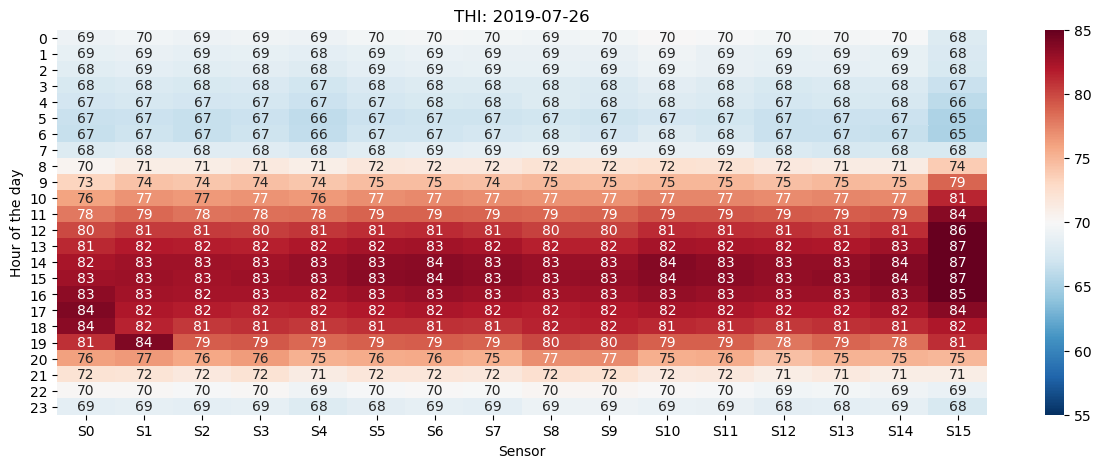 THI: 2019-07-26
0 69 70 69 69 69 70 70 70 69 70 70 70 70 70 70 68
1 69 69 69 69 68 69 69 69 69 69 69 69 69 69 69 68
2 68 69 68 68 68 69 69 69 69 69 69 69 69 69 69 68
3 68 68 68 68 67 68 68 68 68 68 68 68 68 68 68 67
4 67 67 67 67 67 67 68 68 68 68 68 68 67 68 68 66
5 67 67 67 67 66 67 67 67 68 67 68 67 67 67 67 65
6 67 67 67 67 66 67 67 67 68 67 68 68 67 67 67 65
7 68 68 68 68 68 68 69 69 69 69 69 69 68 68 68 68
8 70 71 71 71 71 72 72 72 72 72 72 72 72 71 71 74
9 73 74 74 74 74 75 75 74 75 75 75 75 75 75 75 79
10 76 77 77 77 76 77 77 77 77 77 77 77 77 77 77 81
11 78 79 78 78 78 79 79 79 79 79 79 79 79 79 79 84
12 80 81 81 80 81 81 81 81 80 80 81 81 81 81 81 86
13 81 82 82 82 82 82 83 82 82 82 82 82 82 82 83 87
14 82 83 83 83 83 83 84 83 83 83 84 83 83 83 84 87
15 83 83 83 83 83 83 84 83 83 83 84 83 83 83 84 87
16 83 83 82 83 82 83 83 83 83 83 83 83 83 83 83 85
17 84 82 82 82 82 82 82 82 82 82 82 82 82 82 82 84
18 84 82 81 81 81 81 81 81 82 82 81 81 81 81 81 82
19 81 84 79 79 79 79 79 79 80 80 79 79 78 79 78 81
20 76 77 76 76 75 76 76 75 77 77 75 76 75 75 75 75
21 72 72 72 72 71 72 72 72 72 72 72 72 71 71 71 71
22 70 70 70 70 69 70 70 70 70 70 70 70 69 70 69 69
23 69 69 69 69 68 68 69 69 69 69 69 69 68 68 69 68
S0 S1 S2 S3 S4 S5 S6 S7 S8 S9 S10 S11 S12 S13 S14 S15
Sensor
Hour of the day
85
80
75
70
65
60
55